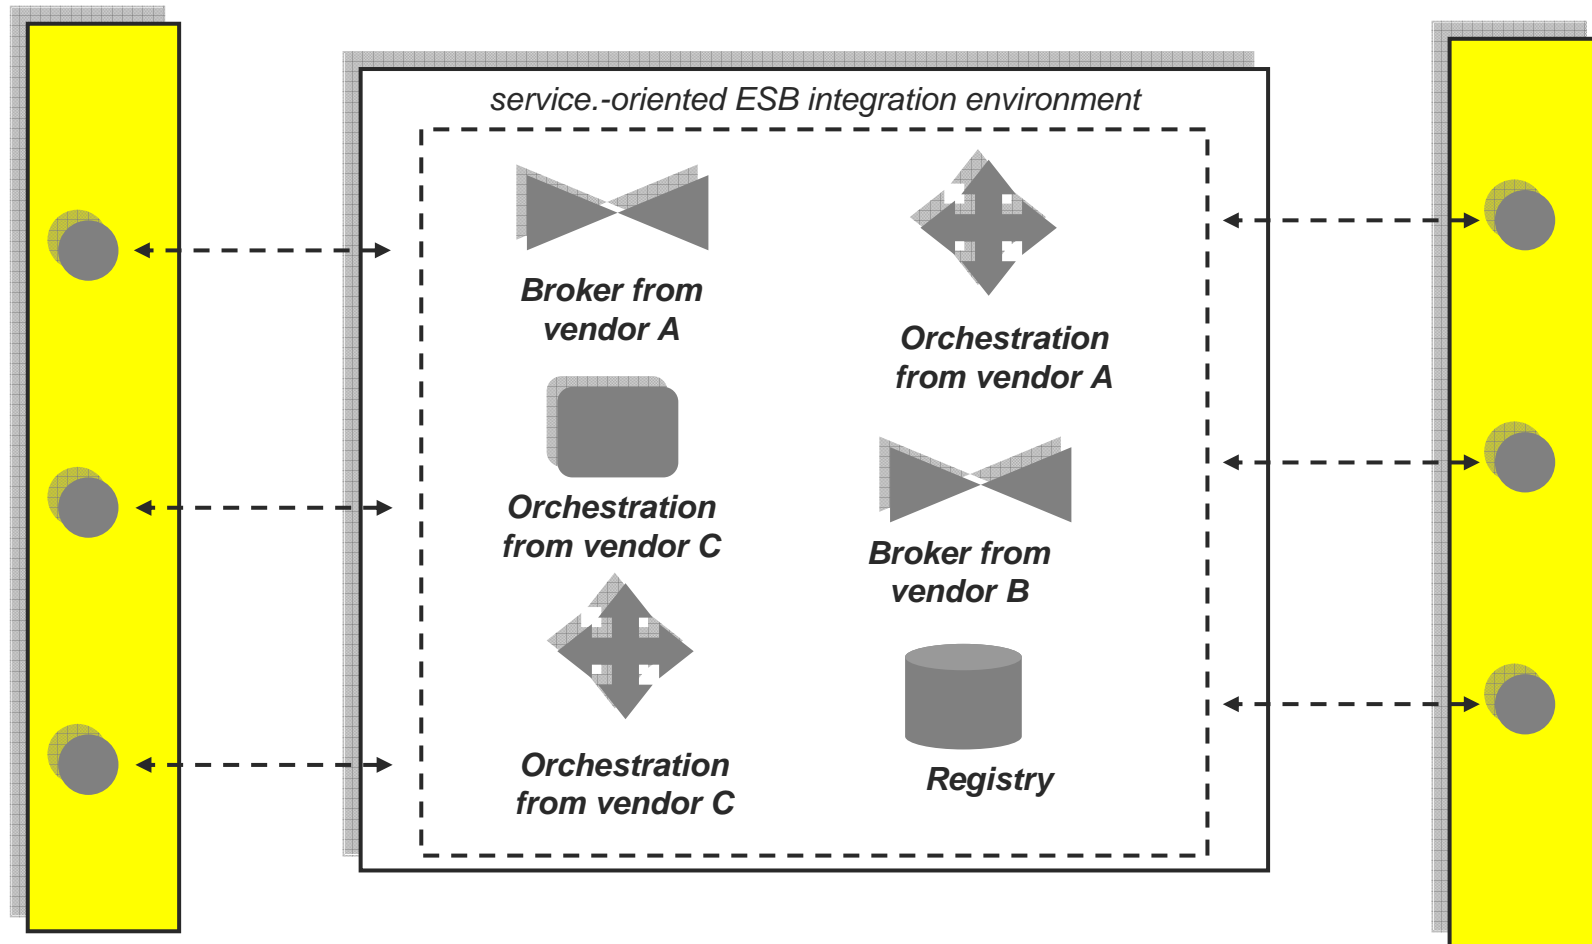 service.-oriented ESB integration environment
Broker from
vendor A
Orchestration
from vendor A
Orchestration
from vendor C
Broker from
vendor B
Orchestration
from vendor C
Registry